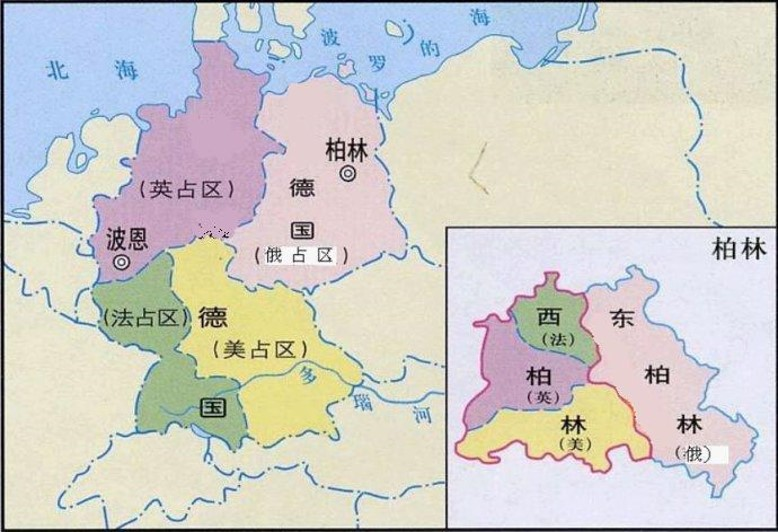 北海
波罗的海
柏林
(英占区)
德
国
波恩
(俄占区)
(法占区)
德
(美占区)
国
多瑙河
柏林
西
(法)
东
柏
(英)
柏
林
(美)
林
(俄)